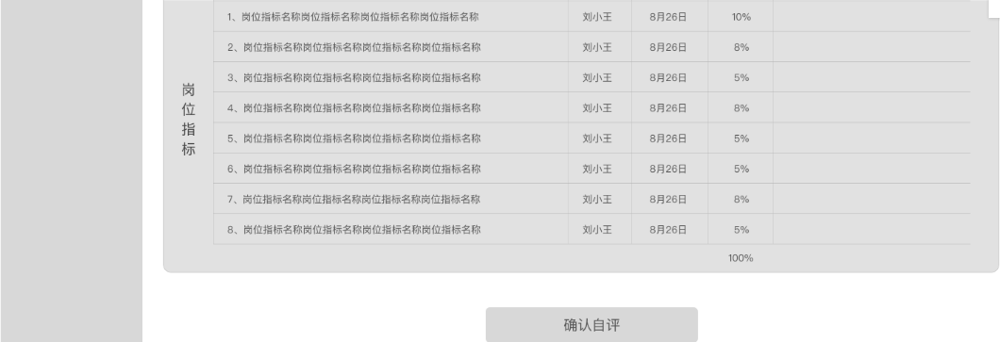 1、岗位指标名称岗位指标名称岗位指标名称岗位指标名称 刘小王 8月26日 10%
2、岗位指标名称岗位指标名称岗位指标名称岗位指标名称 刘小王 8月26日 8%
3、岗位指标名称岗位指标名称岗位指标名称岗位指标名称 刘小王 8月26日 5%
4、岗位指标名称岗位指标名称岗位指标名称岗位指标名称 刘小王 8月26日 8%
5、岗位指标名称岗位指标名称岗位指标名称岗位指标名称 刘小王 8月26日 5%
6、岗位指标名称岗位指标名称岗位指标名称岗位指标名称 刘小王 8月26日 5%
7、岗位指标名称岗位指标名称岗位指标名称岗位指标名称 刘小王 8月26日 8%
8、岗位指标名称岗位指标名称岗位指标名称岗位指标名称 刘小王 8月26日 5%
岗位指标
100%
确认自评